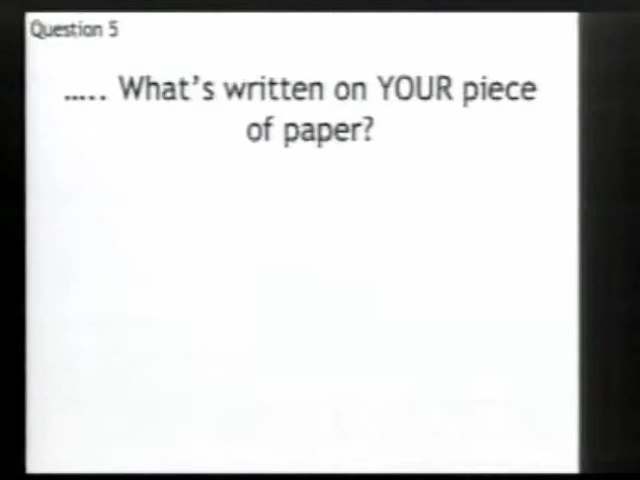 Question 5
..... What's written on YOUR piece
of paper?